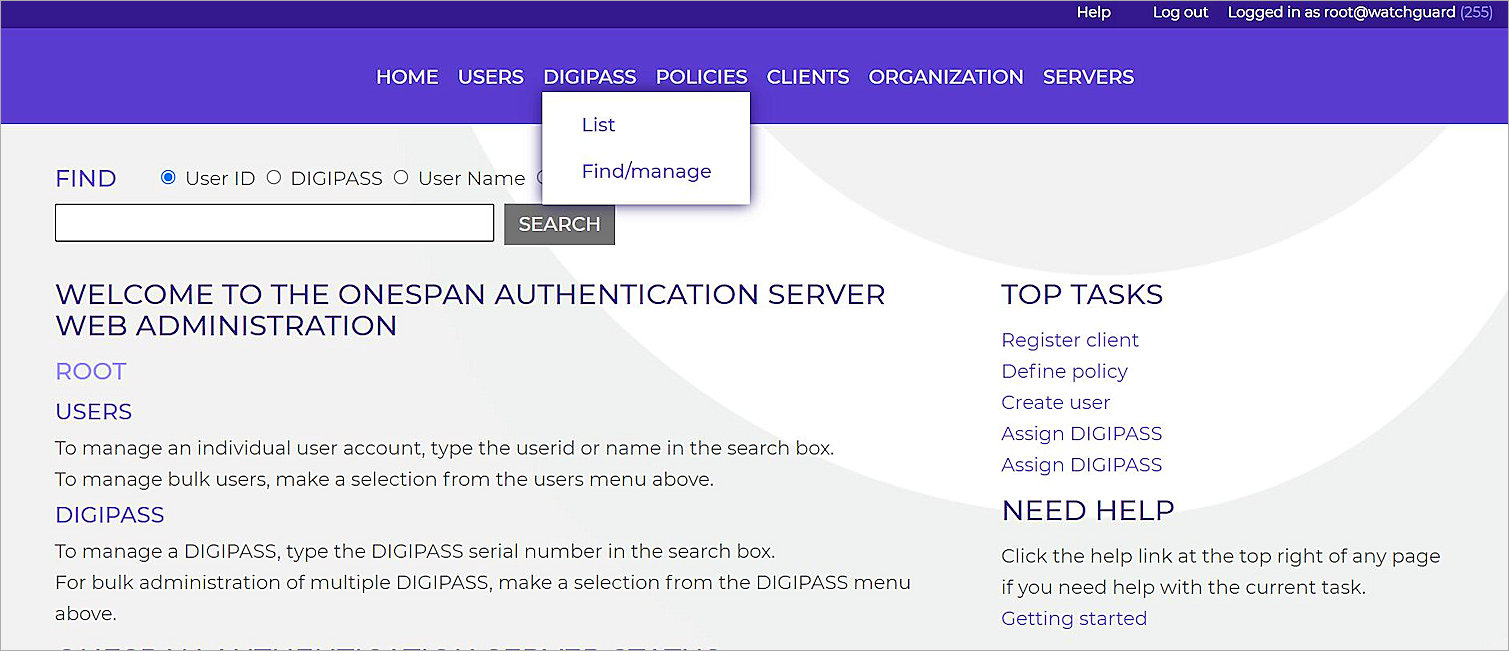 Help Log out Logged in as root@watchguard (255)
HOME USERS DIGIPASS POLICIES CLIENTS ORGANIZATION SERVERS
List
Find/manage
FIND User ID DIGIPASS User Name
SEARCH
WELCOME TO THE ONESPAN AUTHENTICATION SERVER
WEB ADMINISTRATION
ROOT
USERS
To manage an individual user account, type the userid or name in the search box.
To manage bulk users, make a selection from the users menu above.
DIGIPASS
To manage a DIGIPASS, type the DIGIPASS serial number in the search box.
For bulk administration of multiple DIGIPASS, make a selection from the DIGIPASS menu
above.
ONESPAN AUTHENTICATION SERVER STATUS
TOP TASKS
Register client
Define policy
Create user
Assign DIGIPASS
Assign DIGIPASS
NEED HELP
Click the help link at the top right of any page
if you need help with the current task.
Getting started